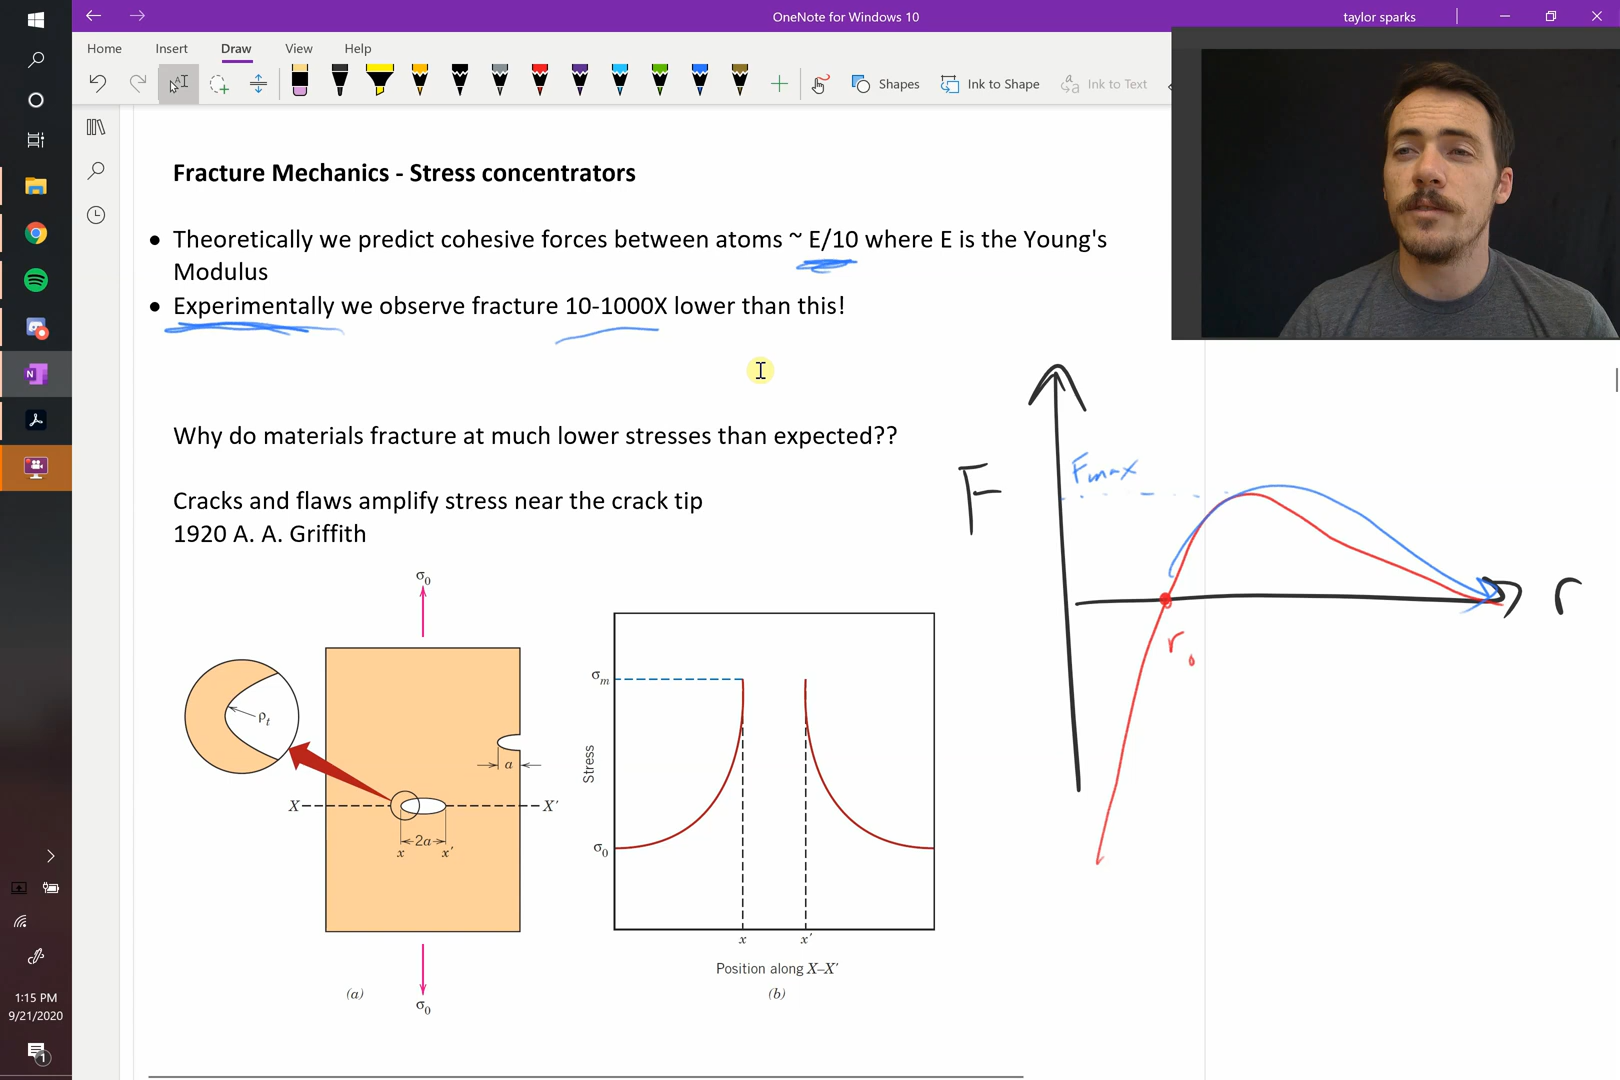 OneNote for Windows 10
taylor sparks
Home Insert Draw View Help
Shapes Ink to Shape Ink to Text
Fracture Mechanics - Stress concentrators
• Theoretically we predict cohesive forces between atoms ~ E/10 where E is the Young's
Modulus
• Experimentally we observe fracture 10-1000X lower than this!
Why do materials fracture at much lower stresses than expected??
Cracks and flaws amplify stress near the crack tip
1920 A. A. Griffith
F
Fmax
r
r₀
σ₀
ρt
a
X X′
2a
x x′
σ₀
(a)
σm
Stress
σ₀
x x′
Position along X–X′
(b)
1:15 PM
9/21/2020
1